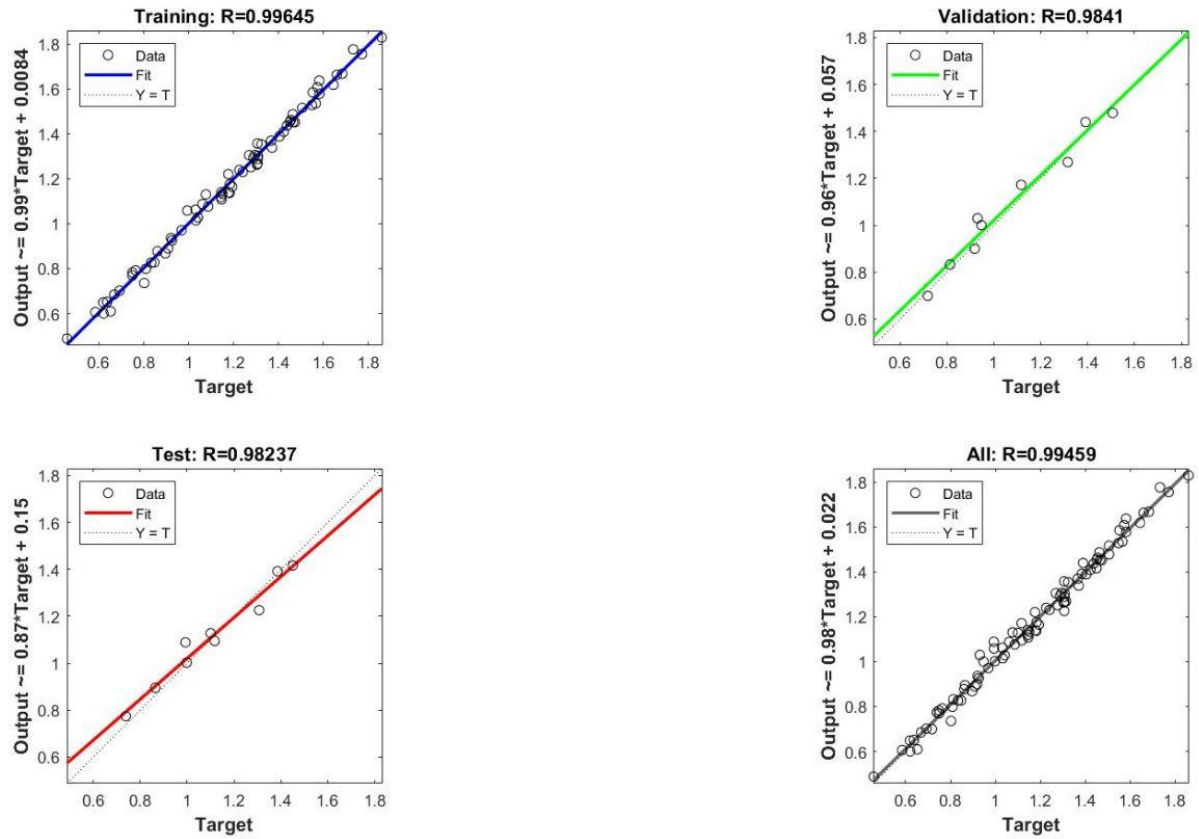 Training: R=0.99645
Output ~= 0.99*Target + 0.0084
1.8
1.6
1.4
1.2
1
0.8
0.6
Data
Fit
Y = T
0.6 0.8 1 1.2 1.4 1.6 1.8
Target
Validation: R=0.9841
Output ~= 0.96*Target + 0.057
1.8
1.6
1.4
1.2
1
0.8
0.6
Data
Fit
Y = T
0.6 0.8 1 1.2 1.4 1.6 1.8
Target
Test: R=0.98237
Output ~= 0.87*Target + 0.15
1.8
1.6
1.4
1.2
1
0.8
0.6
Data
Fit
Y = T
0.6 0.8 1 1.2 1.4 1.6 1.8
Target
All: R=0.99459
Output ~= 0.98*Target + 0.022
1.8
1.6
1.4
1.2
1
0.8
0.6
Data
Fit
Y = T
0.6 0.8 1 1.2 1.4 1.6 1.8
Target